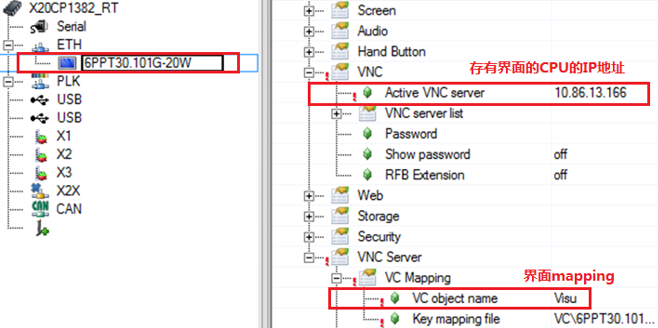 X20CP1382_RT
Serial
ETH
6PPT30.101G-20W
PLK
USB
USB
X1
X2
X3
X2X
CAN
Screen
Audio
Hand Button
VNC
存有界面的CPU的IP地址
Active VNC server 10.86.13.166
VNC server list
Password
Show password off
RFB Extension off
Web
Storage
Security
VNC Server
VC Mapping
界面mapping
VC object name Visu
Key mapping file VC\6PPT30.101...